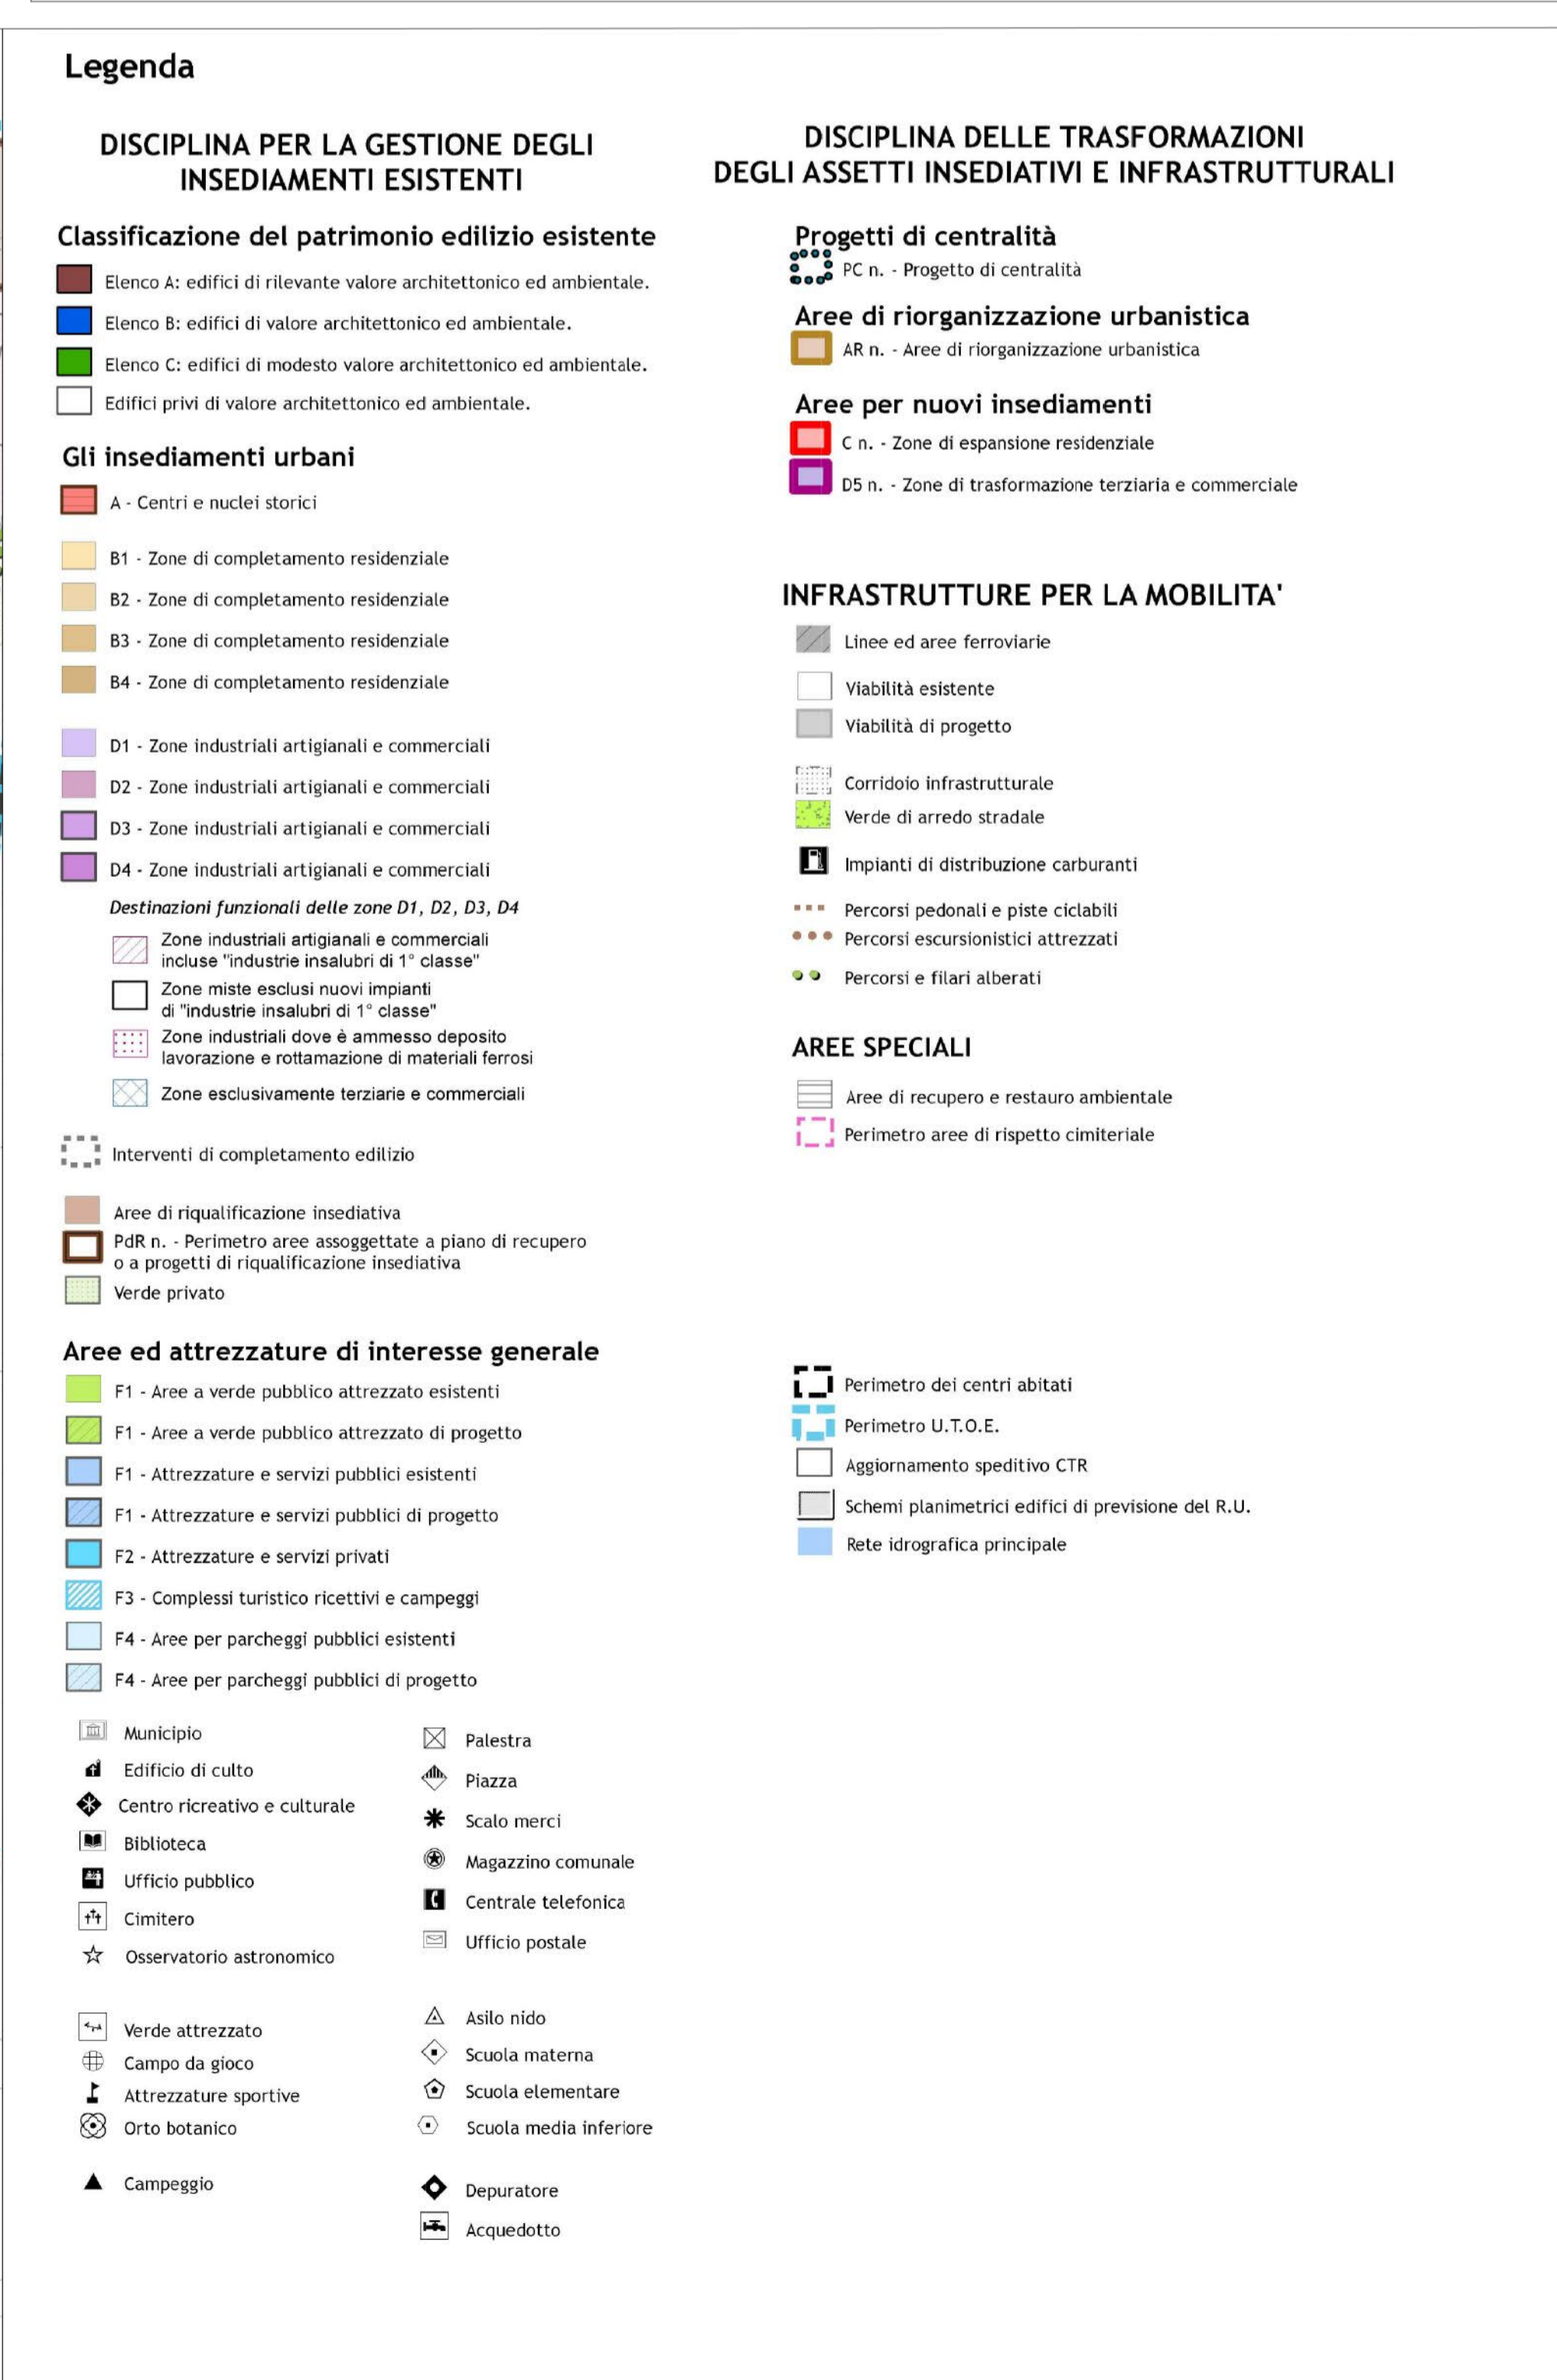 Legenda
DISCIPLINA PER LA GESTIONE DEGLI
INSEDIAMENTI ESISTENTI
Classificazione del patrimonio edilizio esistente
Elenco A: edifici di rilevante valore architettonico ed ambientale.
Elenco B: edifici di valore architettonico ed ambientale.
Elenco C: edifici di modesto valore architettonico ed ambientale.
Edifici privi di valore architettonico ed ambientale.
Gli insediamenti urbani
A - Centri e nuclei storici
B1 - Zone di completamento residenziale
B2 - Zone di completamento residenziale
B3 - Zone di completamento residenziale
B4 - Zone di completamento residenziale
D1 - Zone industriali artigianali e commerciali
D2 - Zone industriali artigianali e commerciali
D3 - Zone industriali artigianali e commerciali
D4 - Zone industriali artigianali e commerciali
Destinazioni funzionali delle zone D1, D2, D3, D4
Zone industriali artigianali e commerciali
incluse "industrie insalubri di 1° classe"
Zone miste esclusi nuovi impianti
di "industrie insalubri di 1° classe"
Zone industriali dove è ammesso deposito
lavorazione e rottamazione di materiali ferrosi
Zone esclusivamente terziarie e commerciali
Interventi di completamento edilizio
Aree di riqualificazione insediativa
PdR n. - Perimetro aree assoggettate a piano di recupero
o a progetti di riqualificazione insediativa
Verde privato
Aree ed attrezzature di interesse generale
F1 - Aree a verde pubblico attrezzato esistenti
F1 - Aree a verde pubblico attrezzato di progetto
F1 - Attrezzature e servizi pubblici esistenti
F1 - Attrezzature e servizi pubblici di progetto
F2 - Attrezzature e servizi privati
F3 - Complessi turistico ricettivi e campeggi
F4 - Aree per parcheggi pubblici esistenti
F4 - Aree per parcheggi pubblici di progetto
Municipio
Edificio di culto
Centro ricreativo e culturale
Biblioteca
Ufficio pubblico
Cimitero
Osservatorio astronomico
Verde attrezzato
Campo da gioco
Attrezzature sportive
Orto botanico
Campeggio
Palestra
Piazza
Scalo merci
Magazzino comunale
Centrale telefonica
Ufficio postale
Asilo nido
Scuola materna
Scuola elementare
Scuola media inferiore
Depuratore
Acquedotto
DISCIPLINA DELLE TRASFORMAZIONI
DEGLI ASSETTI INSEDIATIVI E INFRASTRUTTURALI
Progetti di centralità
PC n. - Progetto di centralità
Aree di riorganizzazione urbanistica
AR n. - Aree di riorganizzazione urbanistica
Aree per nuovi insediamenti
C n. - Zone di espansione residenziale
D5 n. - Zone di trasformazione terziaria e commerciale
INFRASTRUTTURE PER LA MOBILITA'
Linee ed aree ferroviarie
Viabilità esistente
Viabilità di progetto
Corridoio infrastrutturale
Verde di arredo stradale
Impianti di distribuzione carburanti
Percorsi pedonali e piste ciclabili
Percorsi escursionistici attrezzati
Percorsi e filari alberati
AREE SPECIALI
Aree di recupero e restauro ambientale
Perimetro aree di rispetto cimiteriale
Perimetro dei centri abitati
Perimetro U.T.O.E.
Aggiornamento speditivo CTR
Schemi planimetrici edifici di previsione del R.U.
Rete idrografica principale